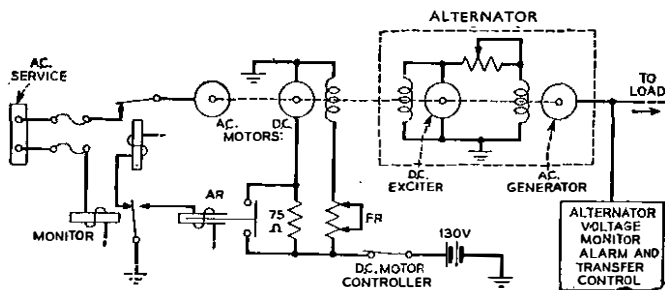 ALTERNATOR
A.C.
SERVICE
TO
LOAD
A.C. MOTORS: D.C.
D.C.
EXCITER
A.C.
GENERATOR
MONITOR
AR
75
Ω
FR
130V
D.C. MOTOR
CONTROLLER
ALTERNATOR
VOLTAGE
MONITOR
ALARM AND
TRANSFER
CONTROL